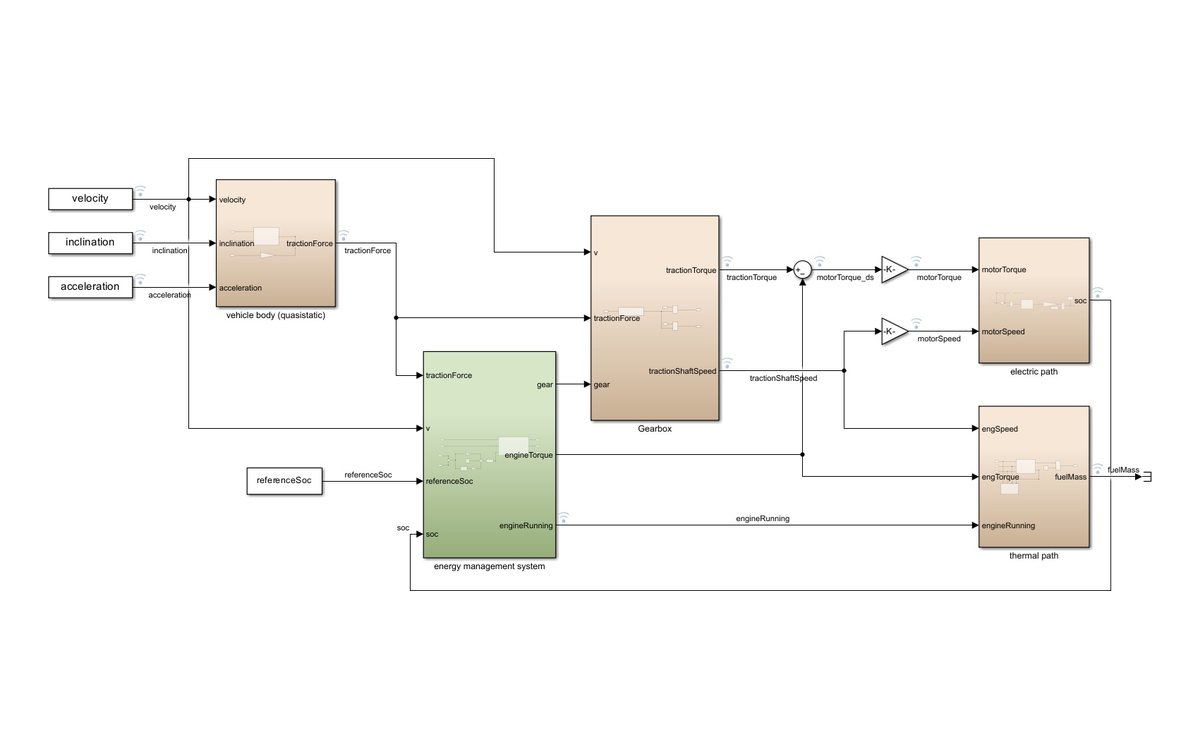 velocity
velocity
inclination
inclination
acceleration
acceleration
velocity
inclination
acceleration
tractionForce
vehicle body (quasistatic)
tractionForce
referenceSoc
referenceSoc
soc
tractionForce
v
referenceSoc
soc
gear
engineTorque
engineRunning
energy management system
engineRunning
v
tractionForce
gear
tractionTorque
tractionShaftSpeed
Gearbox
tractionTorque
tractionShaftSpeed
+
-
motorTorque_ds
-K-
motorTorque
-K-
motorSpeed
motorTorque
motorSpeed
soc
electric path
engSpeed
engTorque
engineRunning
fuelMass
thermal path
fuelMass